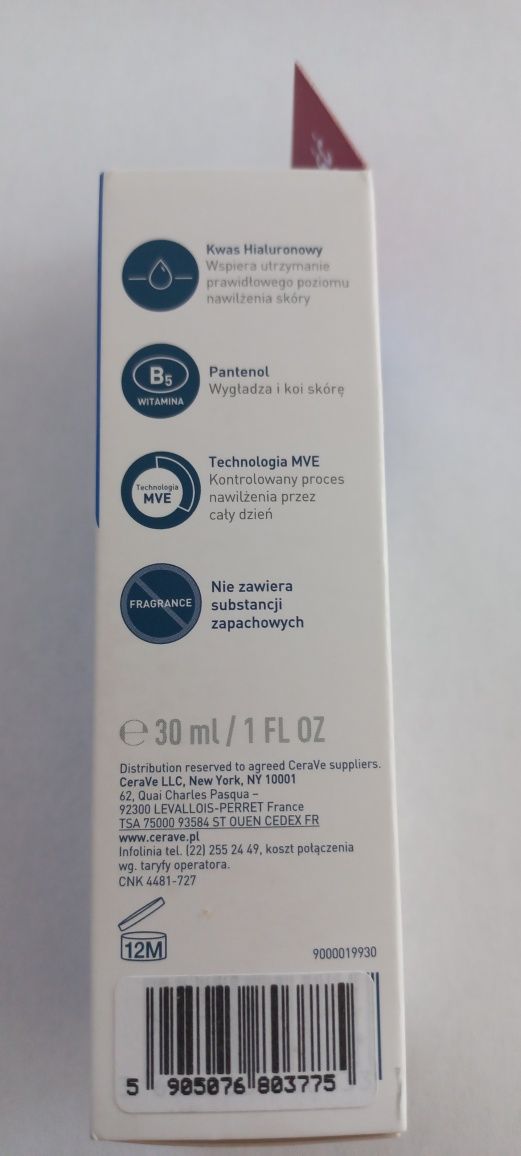 Kwas Hialuronowy
Wspiera utrzymanie
prawidłowego poziomu
nawilżenia skóry
B5
WITAMINA
Pantenol
Wygładza i koi skórę
Technologia
MVE
Technologia MVE
Kontrolowany proces
nawilżenia przez
cały dzień
FRAGRANCE
Nie zawiera
substancji
zapachowych
℮ 30 ml / 1 FL OZ
Distribution reserved to agreed CeraVe suppliers.
CeraVe LLC, New York, NY 10001
62, Quai Charles Pasqua –
92300 LEVALLOIS-PERRET France
TSA 75000 93584 ST OUEN CEDEX FR
www.cerave.pl
Infolinia tel. (22) 255 24 49, koszt połączenia
wg. taryfy operatora.
CNK 4481-727
12M
9000019930
5 905076 803775